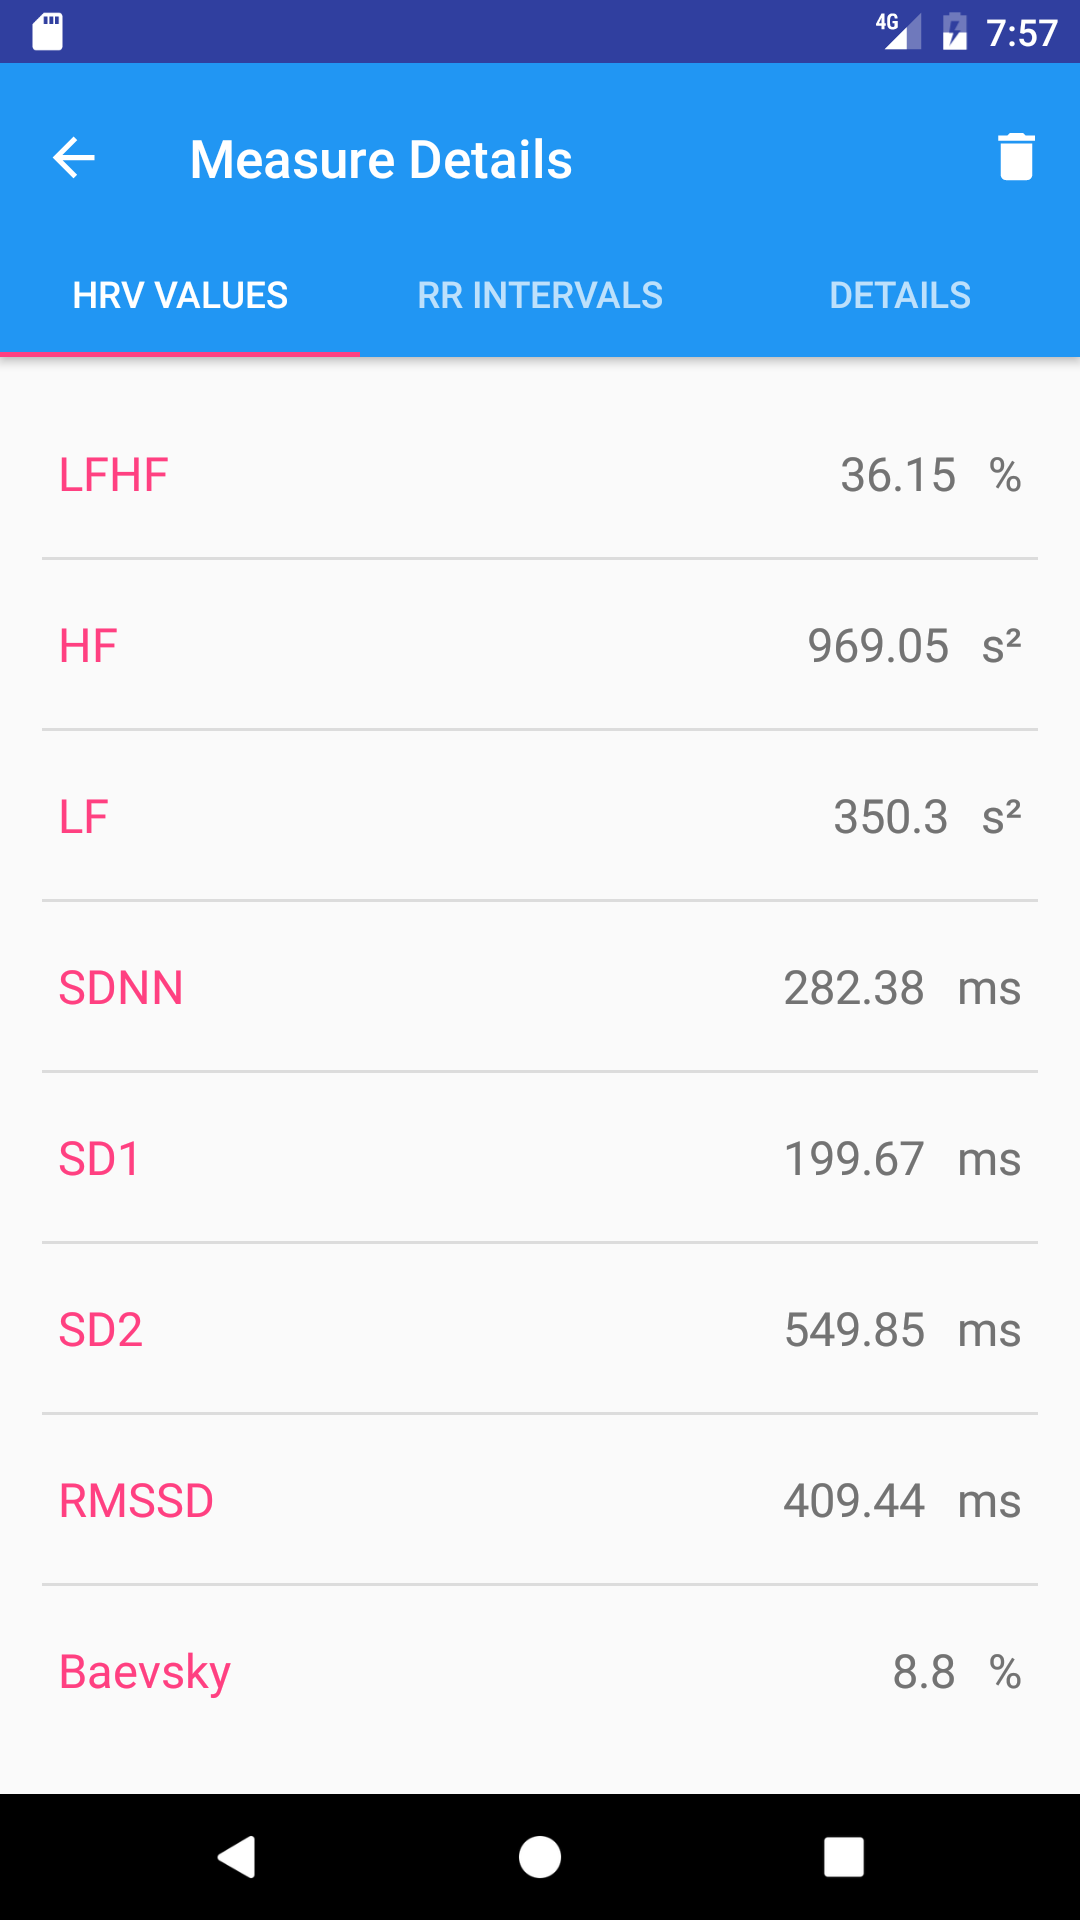 4G 7:57
Measure Details
HRV VALUES RR INTERVALS DETAILS
LFHF 36.15 %
HF 969.05 s²
LF 350.3 s²
SDNN 282.38 ms
SD1 199.67 ms
SD2 549.85 ms
RMSSD 409.44 ms
Baevsky 8.8 %